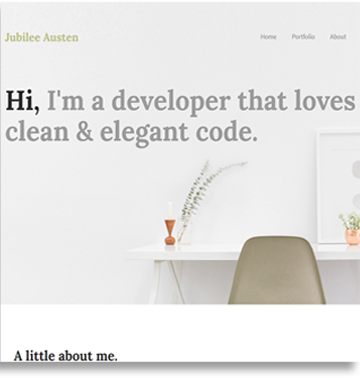 Jubilee Austen
Home Portfolio About
Hi, I'm a developer that loves
clean & elegant code.
A little about me.